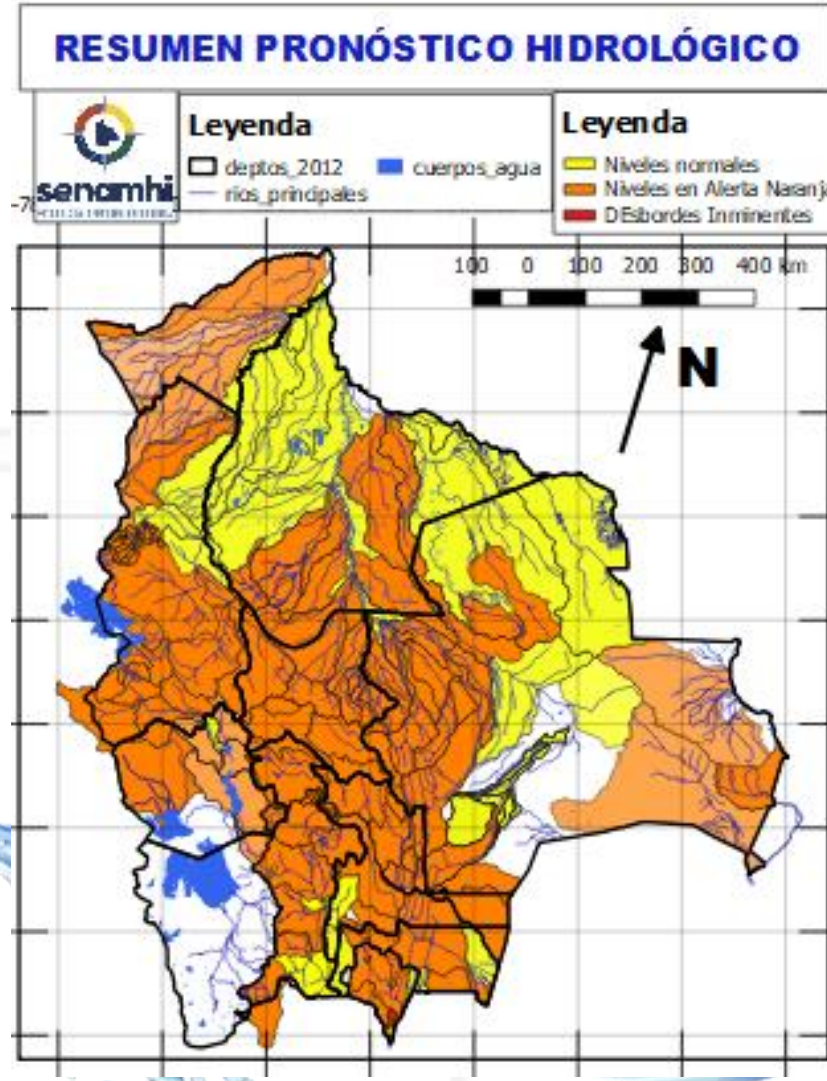 RESUMEN PRONÓSTICO HIDROLÓGICO
senamhi
Leyenda
deptos_2012
cuerpos_agua
rios_principales
Leyenda
Niveles normales
Niveles en Alerta Naranja
DEsbordes Inminentes
100 0 100 200 300 400 km
N